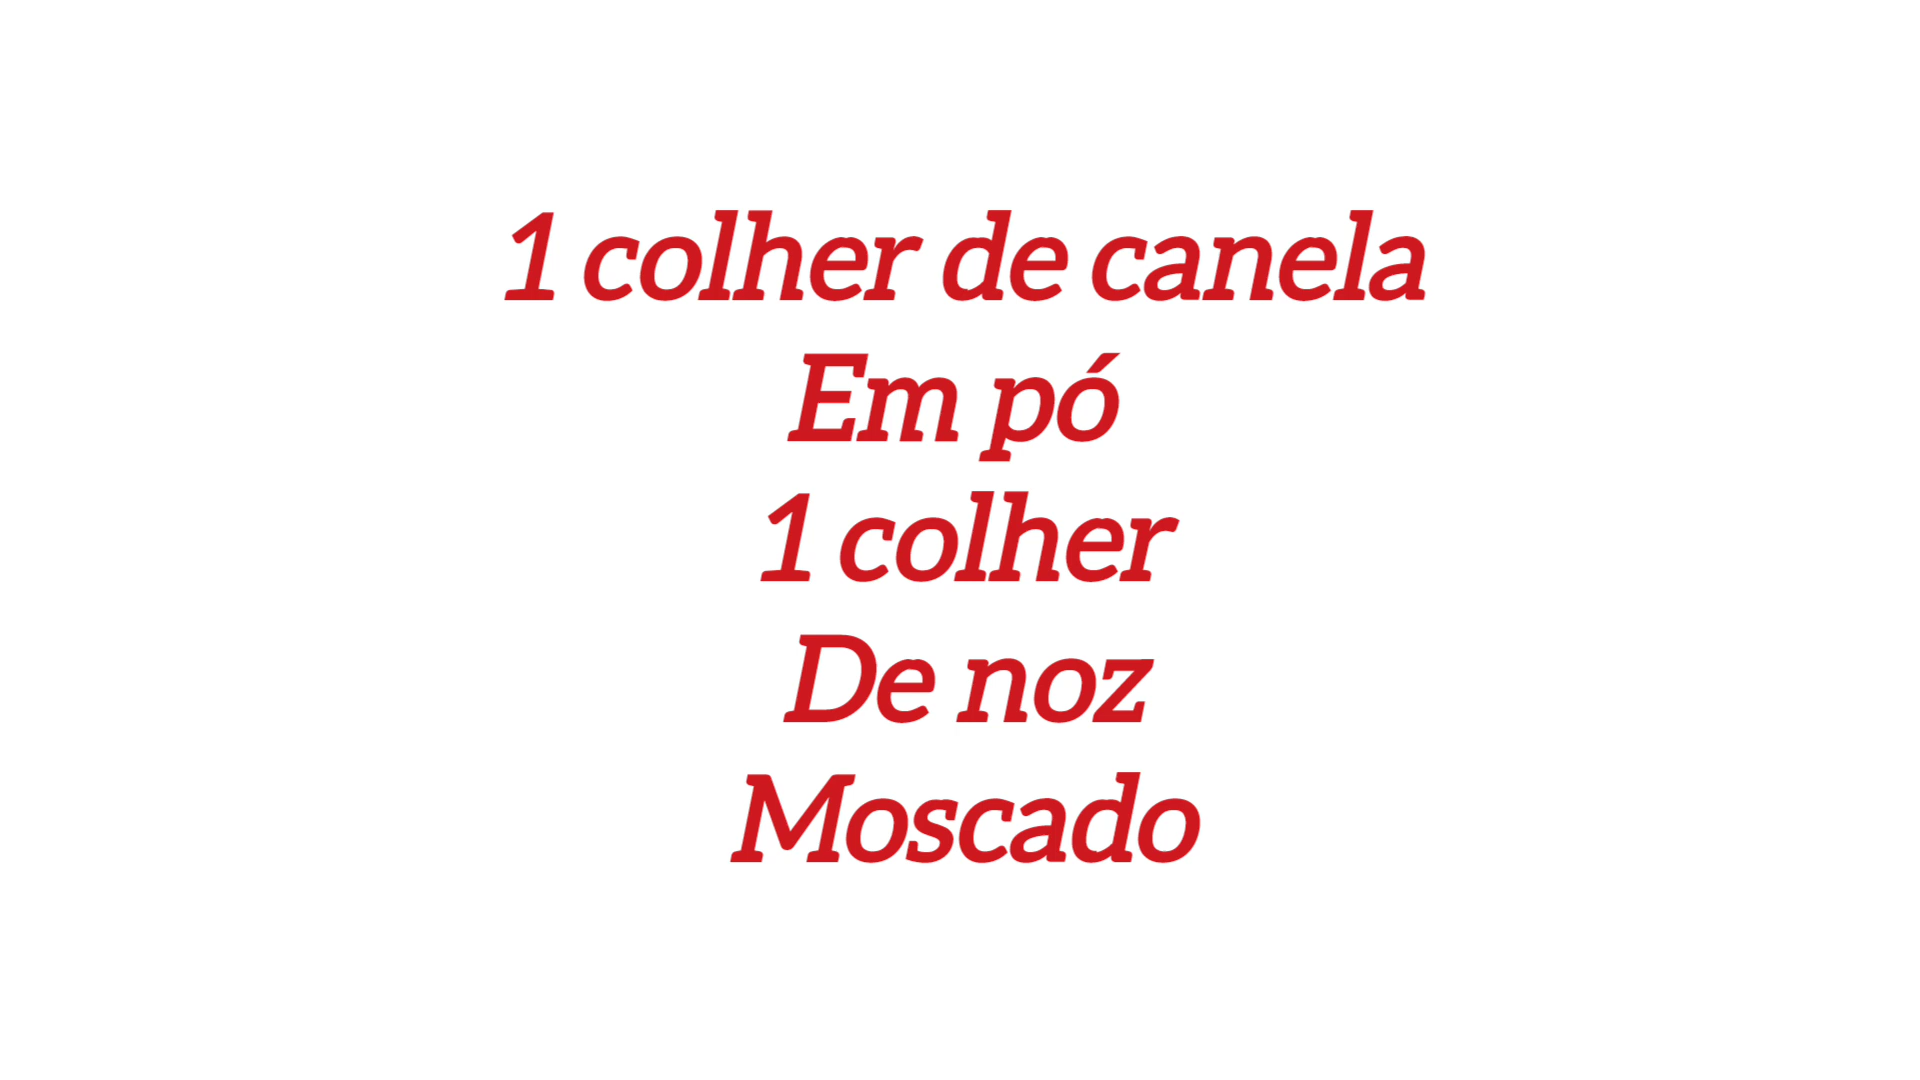 1 colher de canela
Em pó
1 colher
De noz
Moscado